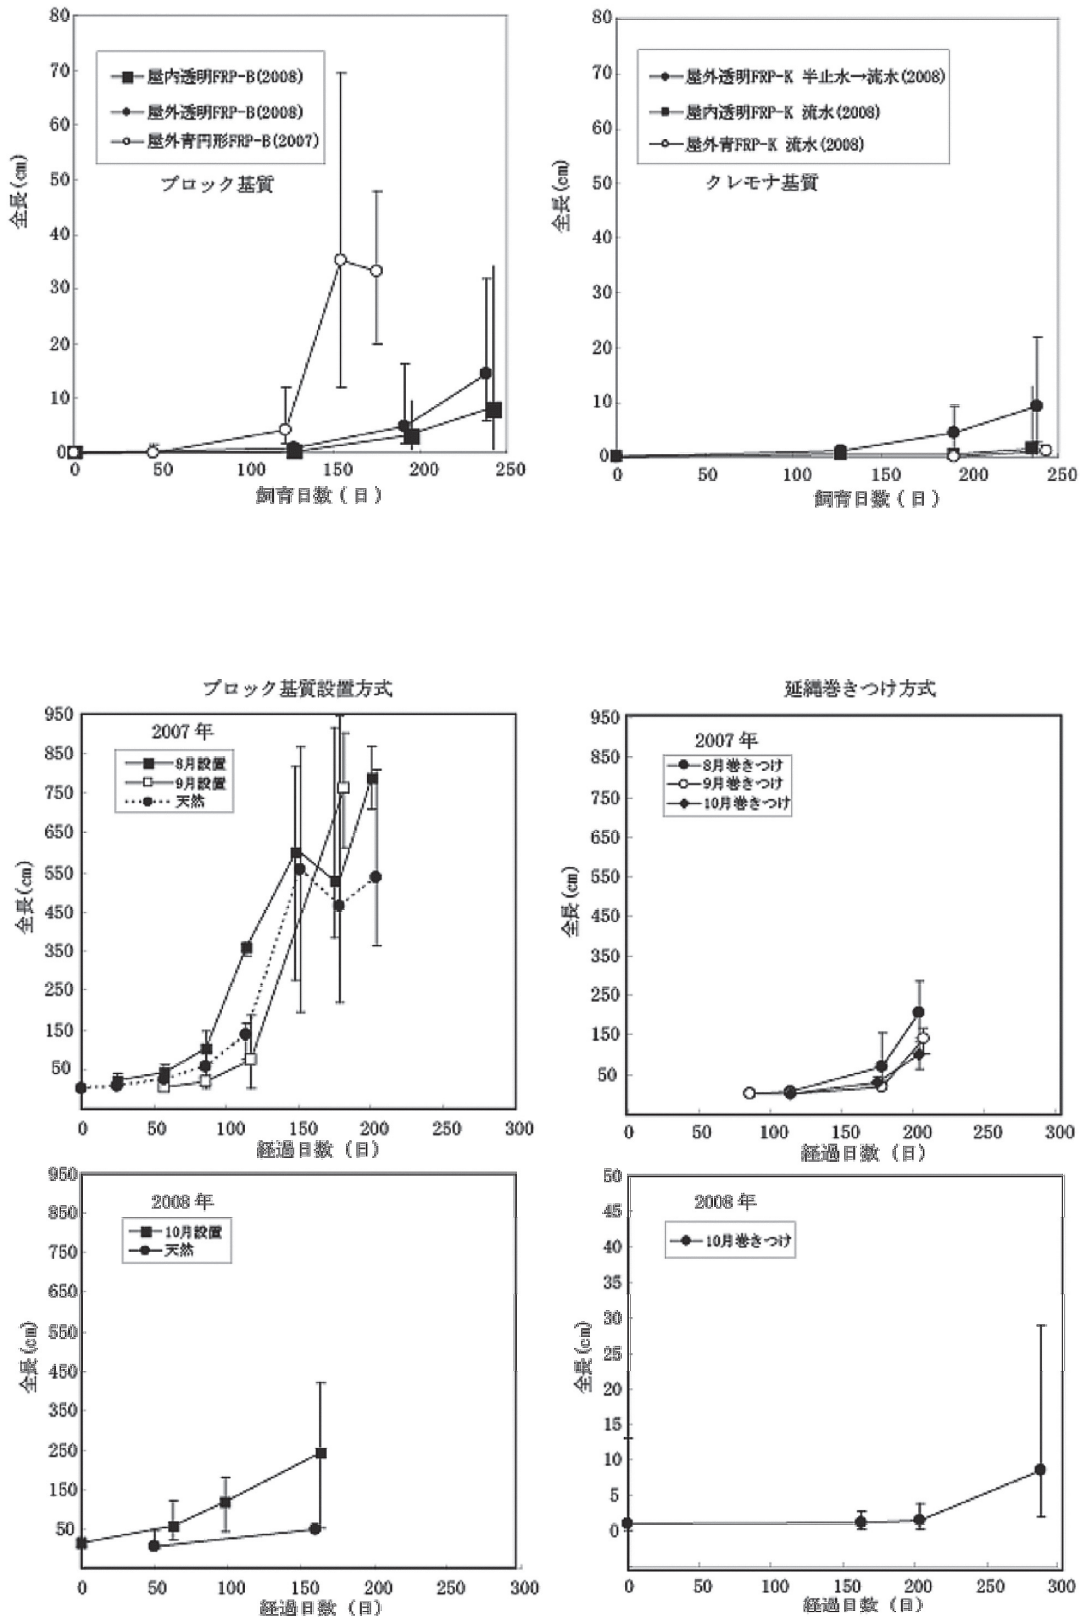 80
70
60
50
40
30
20
10
0
全長(cm)
屋内透明FRP-B(2008)
屋外透明FRP-B(2008)
屋外青円形FRP-B(2007)
ブロック基質
0 50 100 150 200 250
飼育日数(日)
80
70
60
50
40
30
20
10
0
全長(cm)
屋外透明FRP-K 半止水→流水(2008)
屋内透明FRP-K 流水(2008)
屋外青FRP-K 流水(2008)
クレモナ基質
50 100 150 200 250
飼育日数(日)
ブロック基質設置方式
950
850
750
650
550
450
350
250
150
50
全長(cm)
2007年
8月設置
9月設置
天然
0 50 100 150 200 250 300
経過日数(日)
延縄巻きつけ方式
950
850
750
650
550
450
350
250
150
50
全長(cm)
2007年
8月巻きつけ
9月巻きつけ
10月巻きつけ
0 50 100 150 200 250 300
経過日数(日)
950
850
750
650
550
450
350
250
150
50
全長(cm)
2008年
10月設置
天然
0 50 100 150 200 250 300
経過日数(日)
50
45
40
35
30
25
20
15
10
5
0
全長(cm)
2008年
10月巻きつけ
0 50 100 150 200 250 300
経過日数(日)